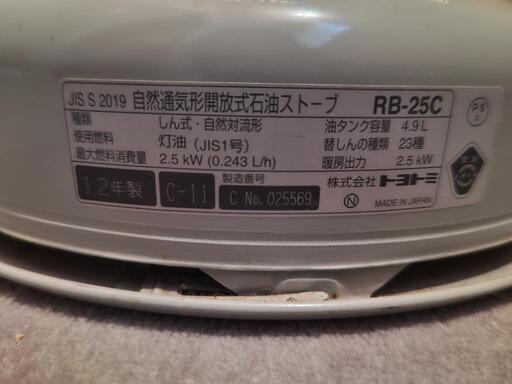 JIS S 2019 自然通気形開放式石油ストーブ RB-25C
種類 しん式・自然対流形 油タンク容量 4.9L
使用燃料 灯油（JIS1号） 替しんの種類 23種
最大燃料消費量 2.5 kW (0.243 L/h) 暖房出力 2.5 kW
12年製 C-11 製造番号 C No. 025569 株式会社トヨトミ
N MADE IN JAPAN
PS
C